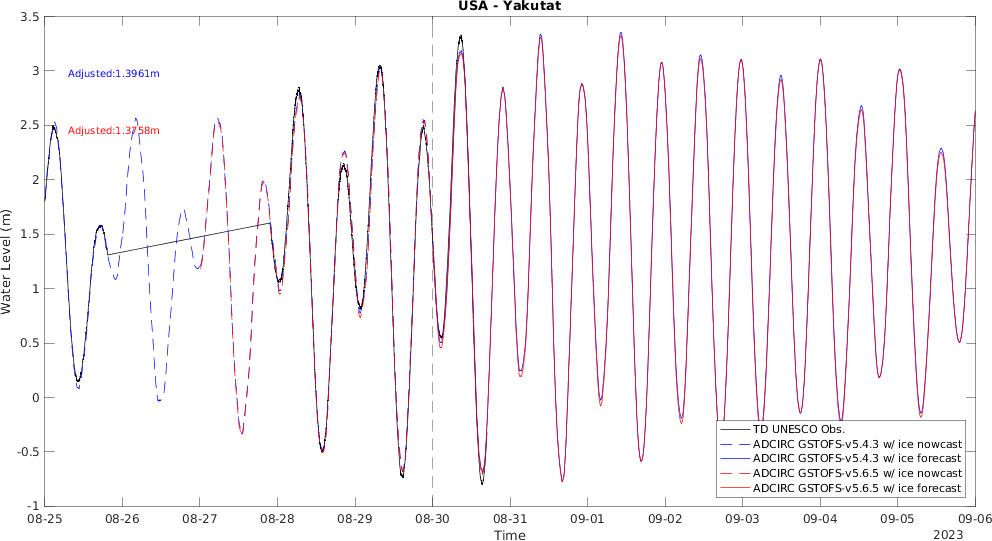 USA - Yakutat
3.5
3
2.5
2
1.5
1
0.5
0
-0.5
-1
Water Level (m)
Adjusted:1.3961m
Adjusted:1.3758m
TD UNESCO Obs.
ADCIRC GSTOFS-v5.4.3 w/ ice nowcast
ADCIRC GSTOFS-v5.4.3 w/ ice forecast
ADCIRC GSTOFS-v5.6.5 w/ ice nowcast
ADCIRC GSTOFS-v5.6.5 w/ ice forecast
08-25 08-26 08-27 08-28 08-29 08-30 08-31 09-01 09-02 09-03 09-04 09-05 09-06
Time
2023